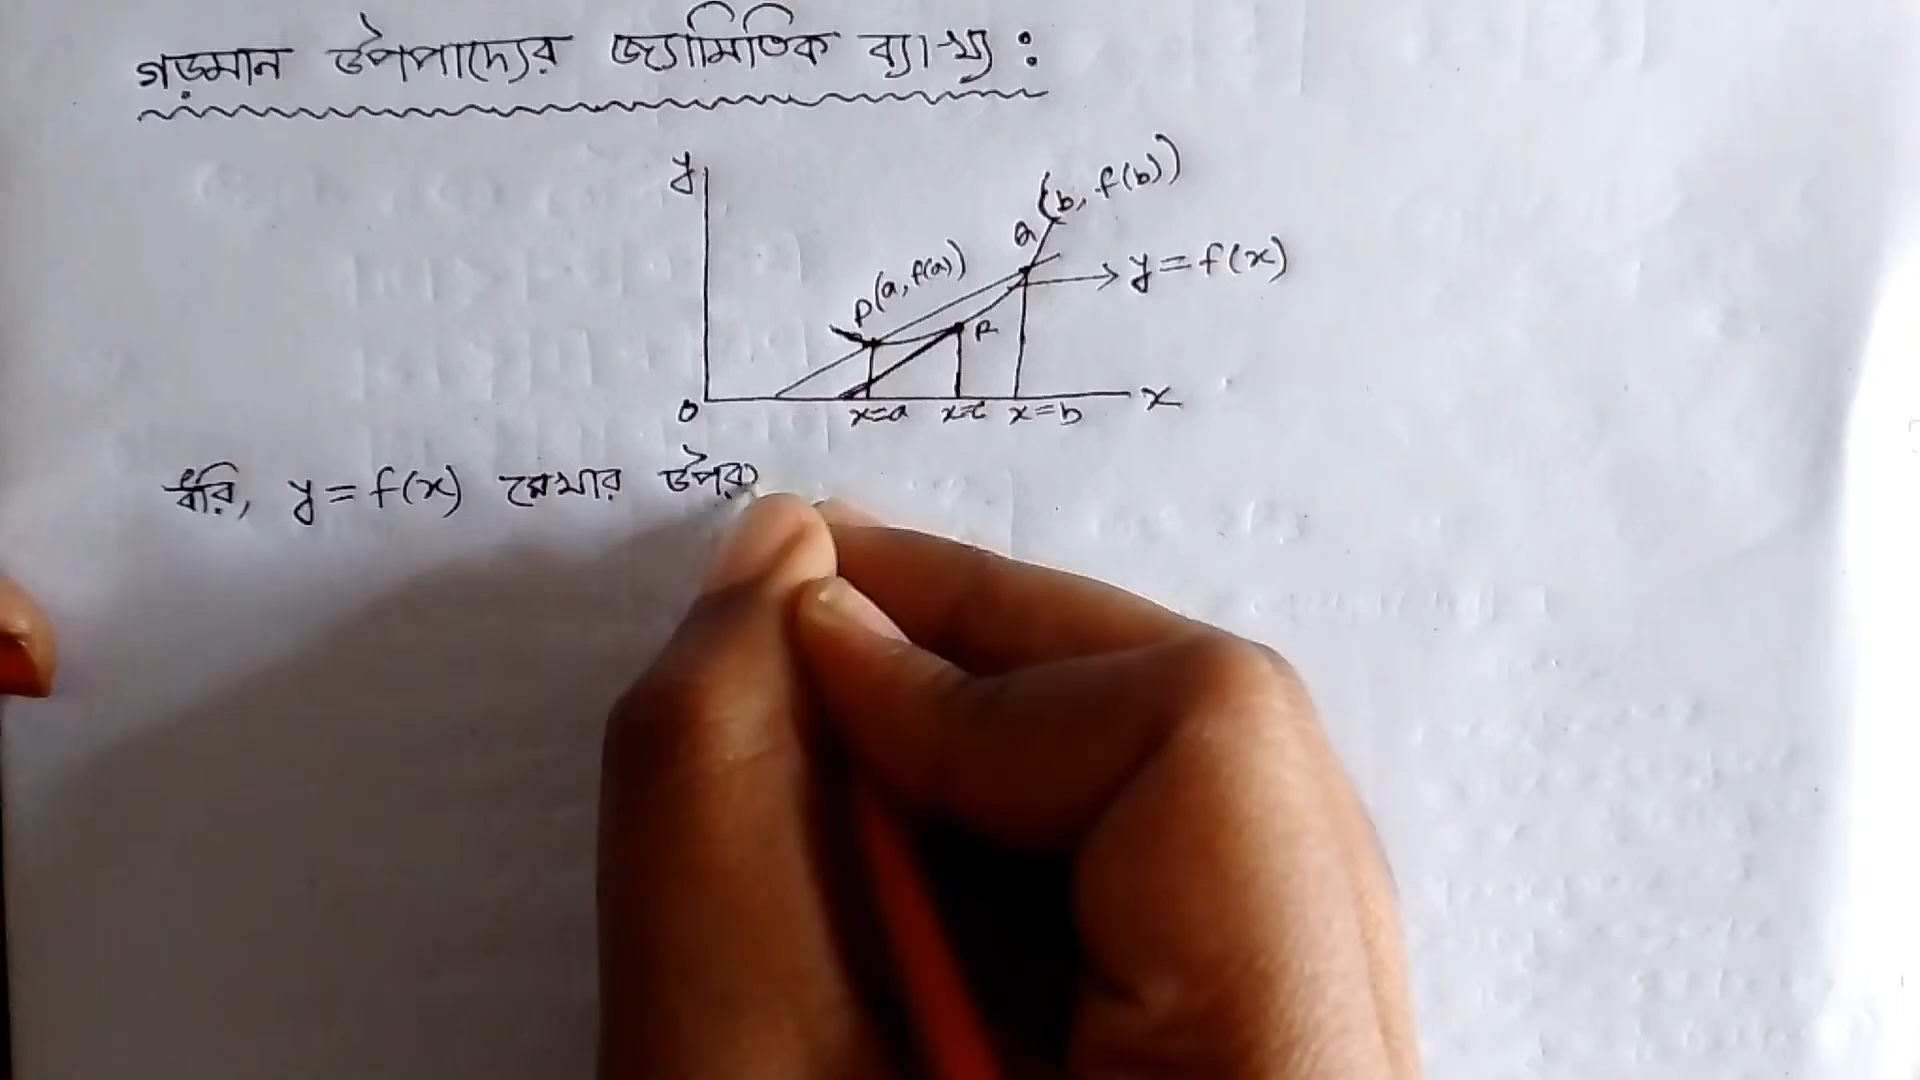 গড়মান উপপাদ্যের জ্যামিতিক ব্যাখ্য :
y
(b, f(b))
Q
P(a, f(a))
y = f(x)
R
O
x=a x=c x=b
x
ধরি, y = f(x) রেখার উপর